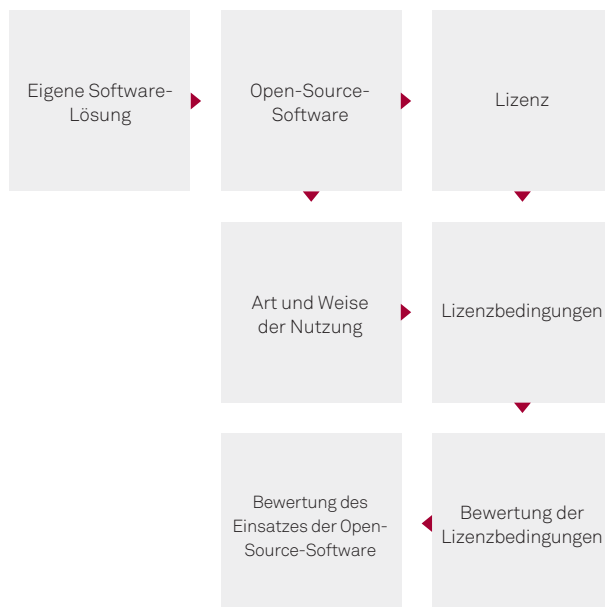 Eigene Software-
Lösung
Open-Source-
Software
Lizenz
Art und Weise
der Nutzung
Lizenzbedingungen
Bewertung des
Einsatzes der Open-
Source-Software
Bewertung der
Lizenzbedingungen